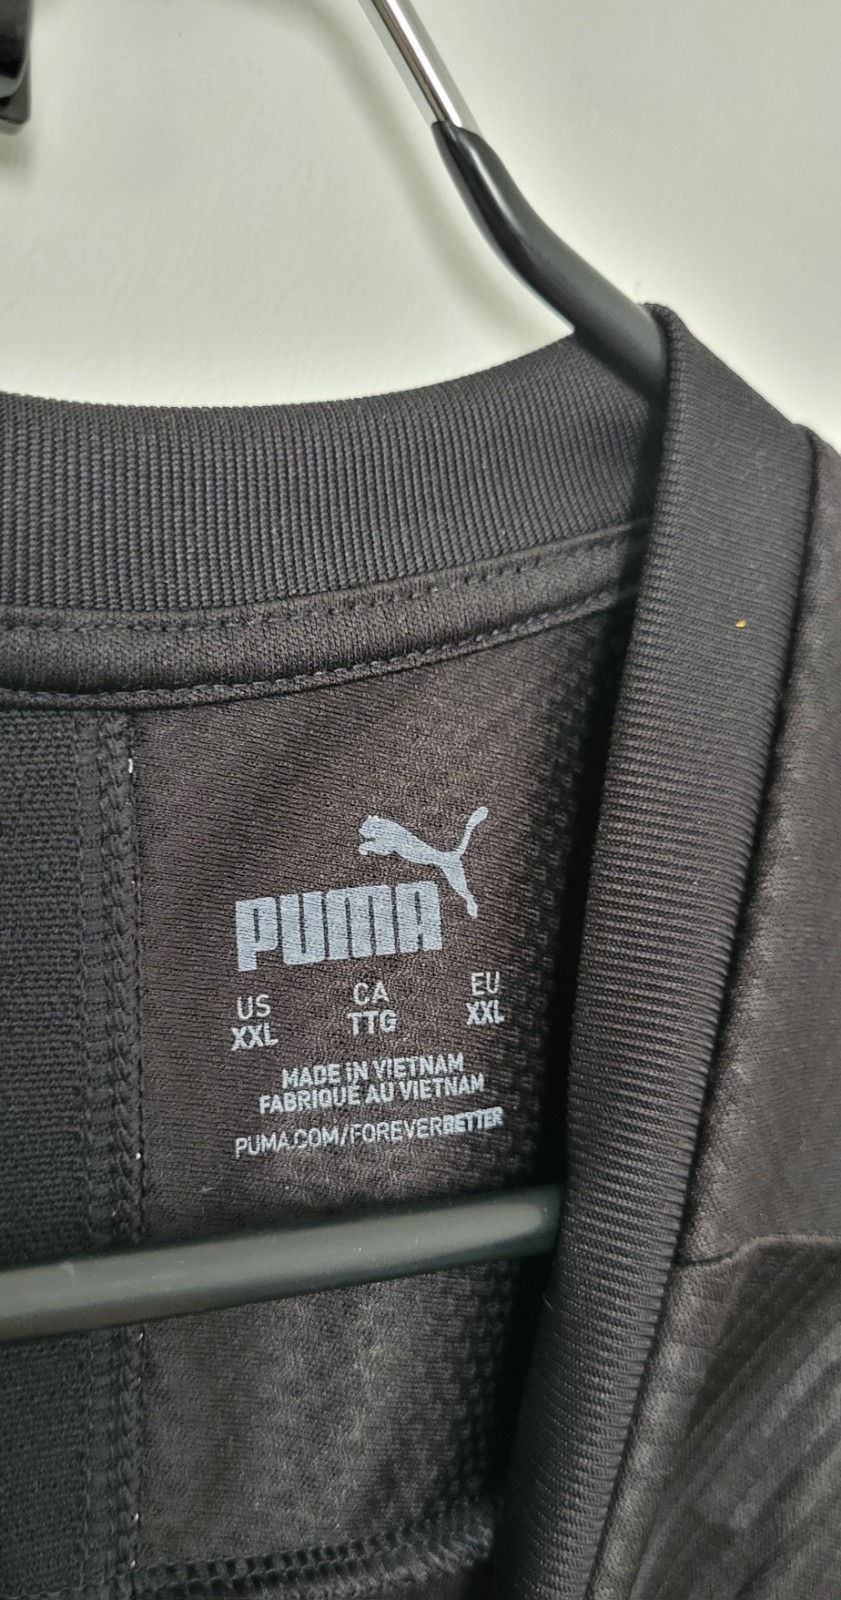 PUMA
US CA EU
XXL TTG XXL
MADE IN VIETNAM
FABRIQUÉ AU VIETNAM
PUMA.COM/FOREVERBETTER